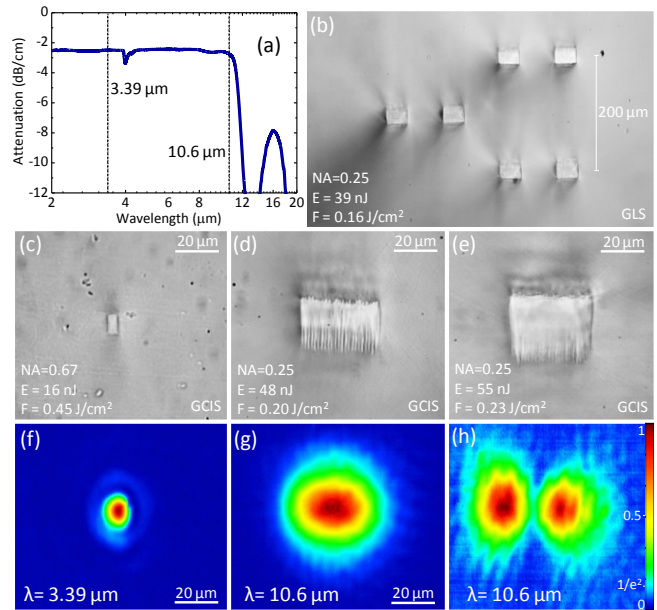 0
-2
-4
-6
-8
-10
-12
Attenuation (dB/cm)
(a)
3.39 μm
10.6 μm
2
4
8
12
16
20
Wavelength (μm)
(b)
200 μm
NA=0.25
E = 39 nJ
F = 0.16 J/cm²
GLS
(c)
20 μm
NA=0.67
E = 16 nJ
F = 0.45 J/cm²
GCIS
(d)
20 μm
NA=0.25
E = 48 nJ
F = 0.20 J/cm²
GCIS
(e)
20 μm
NA=0.25
E = 55 nJ
F = 0.23 J/cm²
GCIS
(f)
λ= 3.39 μm
20 μm
(g)
λ= 10.6 μm
20 μm
(h)
λ= 10.6 μm
1
0.5
1/e²
0